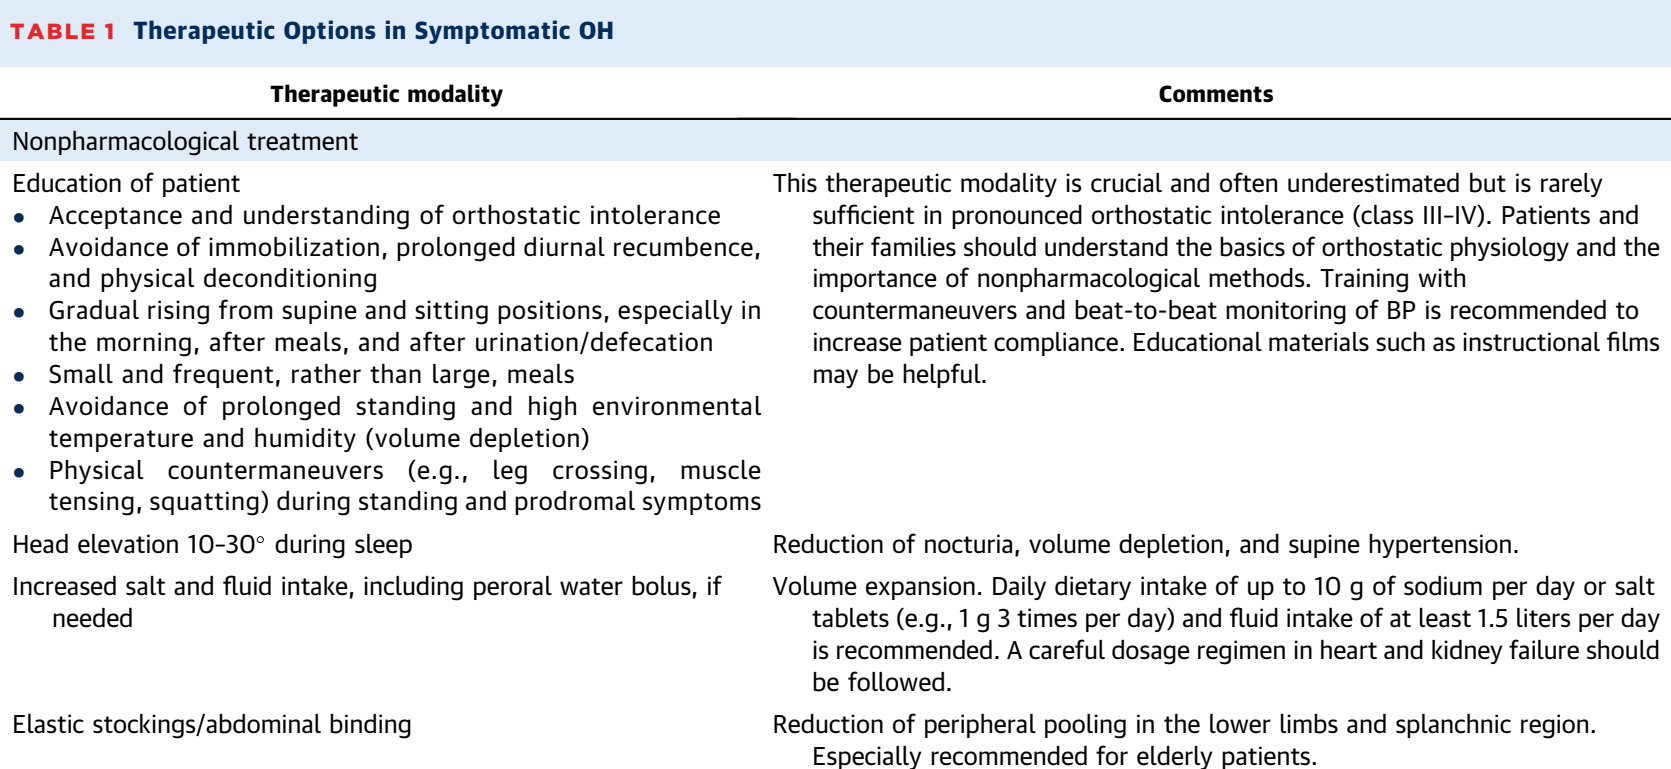 TABLE 1 Therapeutic Options in Symptomatic OH
Therapeutic modality
Comments
Nonpharmacological treatment
Education of patient
• Acceptance and understanding of orthostatic intolerance
• Avoidance of immobilization, prolonged diurnal recumbence,
and physical deconditioning
• Gradual rising from supine and sitting positions, especially in
the morning, after meals, and after urination/defecation
• Small and frequent, rather than large, meals
• Avoidance of prolonged standing and high environmental
temperature and humidity (volume depletion)
• Physical countermaneuvers (e.g., leg crossing, muscle
tensing, squatting) during standing and prodromal symptoms
This therapeutic modality is crucial and often underestimated but is rarely
sufficient in pronounced orthostatic intolerance (class III–IV). Patients and
their families should understand the basics of orthostatic physiology and the
importance of nonpharmacological methods. Training with
countermaneuvers and beat-to-beat monitoring of BP is recommended to
increase patient compliance. Educational materials such as instructional films
may be helpful.
Head elevation 10–30° during sleep
Reduction of nocturia, volume depletion, and supine hypertension.
Increased salt and fluid intake, including peroral water bolus, if
needed
Volume expansion. Daily dietary intake of up to 10 g of sodium per day or salt
tablets (e.g., 1 g 3 times per day) and fluid intake of at least 1.5 liters per day
is recommended. A careful dosage regimen in heart and kidney failure should
be followed.
Elastic stockings/abdominal binding
Reduction of peripheral pooling in the lower limbs and splanchnic region.
Especially recommended for elderly patients.